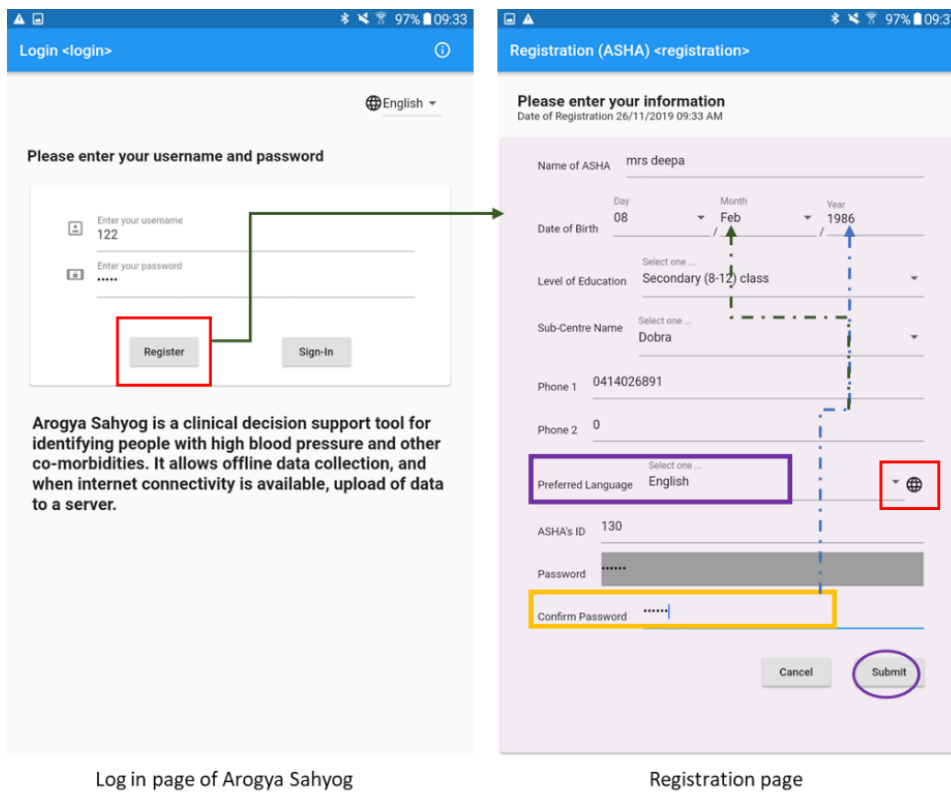 97% 09:33
Login <login>
English
Please enter your username and password
Enter your username
122
Enter your password
•••••
Register Sign-In
Arogya Sahyog is a clinical decision support tool for
identifying people with high blood pressure and other
co-morbidities. It allows offline data collection, and
when internet connectivity is available, upload of data
to a server.
Log in page of Arogya Sahyog
97% 09:3
Registration (ASHA) <registration>
Please enter your information
Date of Registration 26/11/2019 09:33 AM
Name of ASHA mrs deepa
Day Month Year
Date of Birth 08 / Feb / 1986
Select one ...
Level of Education Secondary (8-12) class
Select one ...
Sub-Centre Name Dobra
Phone 1 0414026891
Phone 2 0
Select one ...
Preferred Language English
ASHA's ID 130
Password ••••••
Confirm Password ••••••
Cancel Submit
Registration page